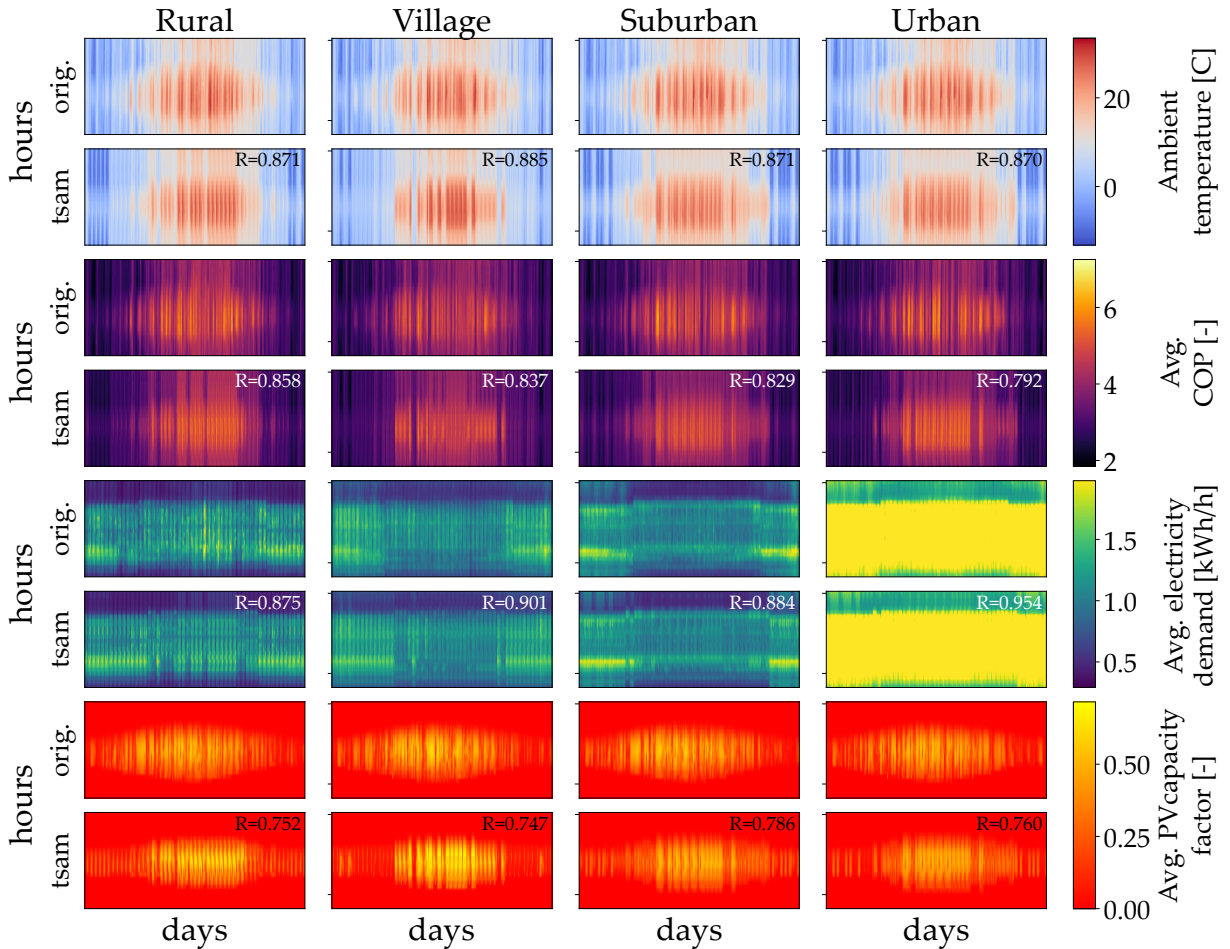 Rural Village Suburban Urban
hours
orig.
tsam
R=0.871 R=0.885 R=0.871 R=0.870
20
0
Ambient
temperature [C]
hours
orig.
tsam
R=0.858 R=0.837 R=0.829 R=0.792
6
4
2
Avg.
COP [-]
hours
orig.
tsam
R=0.875 R=0.901 R=0.884 R=0.954
1.5
1.0
0.5
Avg. electricity
demand [kWh/h]
hours
orig.
tsam
R=0.752 R=0.747 R=0.786 R=0.760
0.50
0.25
0.00
Avg. PVcapacity
factor [-]
days days days days